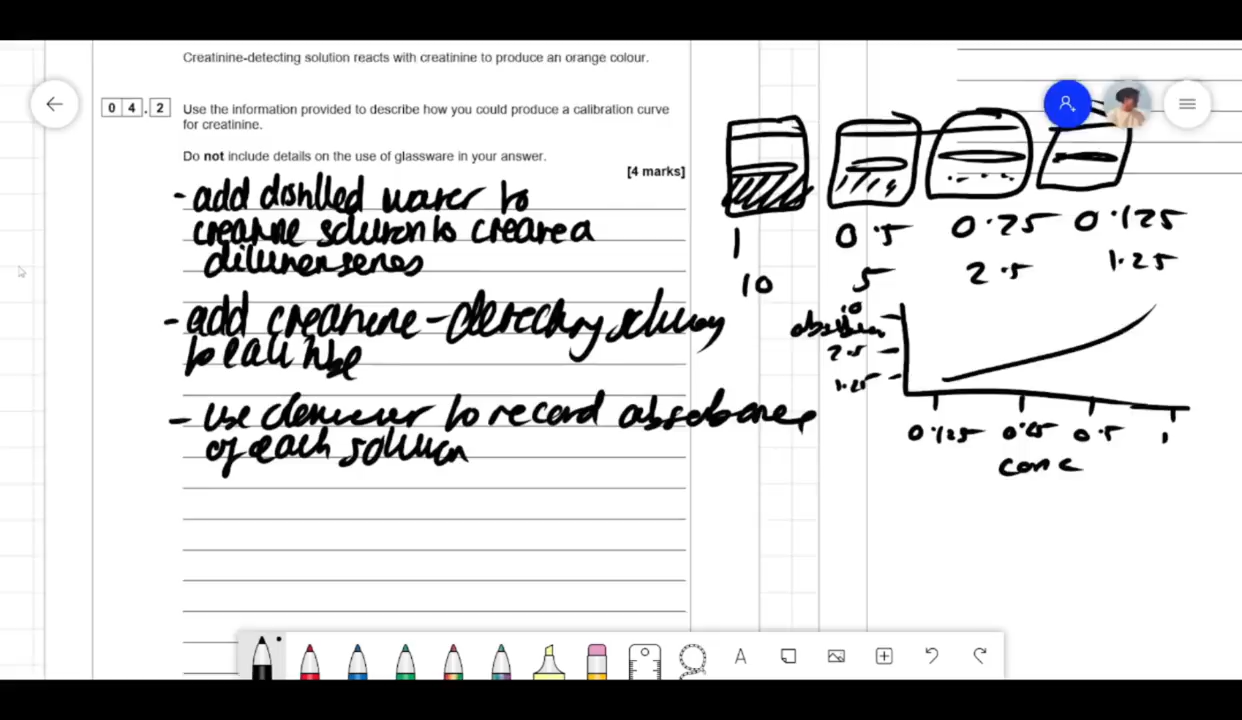 Creatinine-detecting solution reacts with creatinine to produce an orange colour.
0 4 . 2
Use the information provided to describe how you could produce a calibration curve
for creatinine.
Do not include details on the use of glassware in your answer.
[4 marks]
- add distilled water to
creatinine solution to create a
dilution series
- add creatinine-detecting solution
to each tube
- use colorimeter to record absorbance
of each solution
1 0.5 0.25 0.125
10 5 2.5 1.25
10
2.5
1.25
0.125 0.25 0.5 1
conc
A